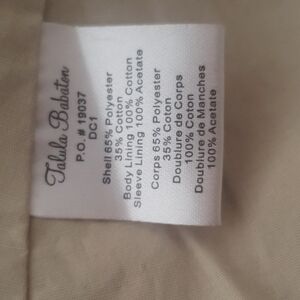 Talula Babaton
P.O. # 19037
DC1
Shell 65% Polyester
35% Cotton
Body Lining 100% Cotton
Sleeve Lining 100% Acetate
Corps 65% Polyester
35% Coton
Doublure de Corps
100% Coton
Doublure de Manches
100% Acetate